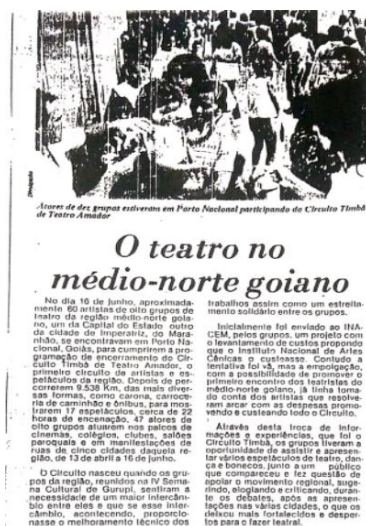 Atores de dez grupos estiveram em Porto Nacional participando do Circuito Timbó
de Teatro Amador
O teatro no
médio-norte goiano
No dia 16 de junho, aproximada-
mente 60 artistas de oito grupos de
teatro da região médio-norte goia-
no, um da Capital do Estado outro
da cidade de Imperatriz, do Mara-
nhão, se encontravam em Porto Na-
cional, Goiás, para cumprirem a pro-
gramação de encerramento do Cir-
cuito Timbó de Teatro Amador, o
primeiro circuito de artistas e es-
petáculos da região. Depois de per-
correrem 9.538 Km, das mais diver-
sas formas, como carona, carroce-
ria de caminhão e ônibus, para mos-
trarem 17 espetáculos, cerca de 22
horas de encenação, 47 atores de
oito grupos atuaram nos palcos de
cinemas, colégios, clubes, salões
paroquais e em manifestações de
ruas de cinco cidades daquela re-
gião, de 13 de abril a 16 de junho.
O Circuito nasceu quando os gru-
pos da região, reunidos na IV Sema-
na Cultural de Gurupi, sentiram a
necessidade de um maior intercâm-
bio entre eles e que se esse inter-
câmbio, acontecendo, proporcio-
nasse o melhoramento técnico dos
trabalhos assim como um estreita-
mento solidário entre os grupos.
Inicialmente foi enviado ao INA-
CEM, pelos grupos, um projeto com
o levantamento de custos propondo
que o Instituto Nacional de Artes
Cênicas o custeasse. Contudo a
tentativa foi vã, mas a empolgação,
com a possibilidade de promover o
primeiro encontro dos teatristas do
médio-norte goiano, já tinha toma-
do conta dos artistas que resolve-
ram arcar com as despesas promo-
vendo e custeando todo o Circuito.
Através desta troca de infor-
mações e experiências, que foi o
Circuito Timbó, os grupos tiveram a
oportunidade de assistir e apresen-
tar vários espetáculos de teatro, dan-
ça e bonecos, junto a um público
que compareceu e fez questão de
apoiar o movimento regional, suge-
rindo, elogiando e criticando, duran-
te os debates, após as apresen-
tações nas várias cidades, o que os
deixou mais fortalecidos e desper-
tos para o fazer teatral.